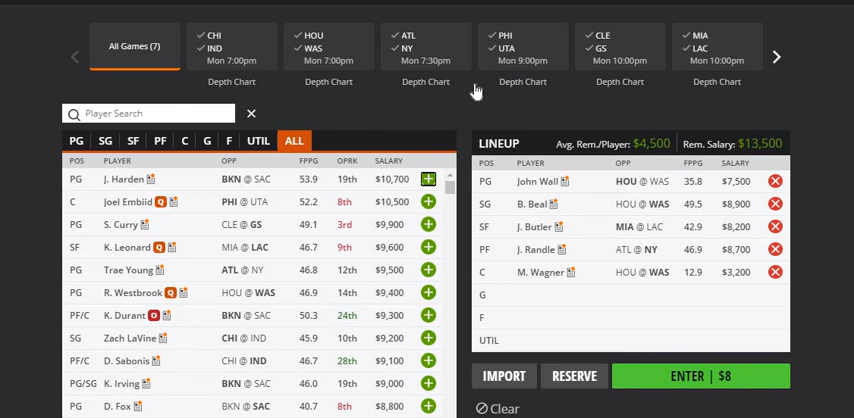 All Games (7)
CHI
IND
Mon 7:00pm
HOU
WAS
Mon 7:00pm
ATL
NY
Mon 7:30pm
PHI
UTA
Mon 9:00pm
CLE
GS
Mon 10:00pm
MIA
LAC
Mon 10:00pm
Depth Chart Depth Chart Depth Chart Depth Chart Depth Chart Depth Chart
Player Search
PG SG SF PF C G F UTIL ALL
POS PLAYER OPP FPPG OPRK SALARY
PG J. Harden BKN @ SAC 53.9 19th $10,700
C Joel Embiid Q PHI @ UTA 52.2 8th $10,500
PG S. Curry CLE @ GS 49.1 3rd $9,900
SF K. Leonard Q MIA @ LAC 46.7 9th $9,600
PG Trae Young ATL @ NY 46.8 12th $9,500
PG R. Westbrook Q HOU @ WAS 46.9 14th $9,400
PF/C K. Durant O BKN @ SAC 50.3 24th $9,300
SG Zach LaVine CHI @ IND 45.9 10th $9,200
PF/C D. Sabonis CHI @ IND 46.7 28th $9,100
PG/SG K. Irving BKN @ SAC 46.0 19th $9,000
PG D. Fox BKN @ SAC 40.7 8th $8,800
LINEUP Avg. Rem./Player: $4,500 Rem. Salary: $13,500
POS PLAYER OPP FPPG SALARY
PG John Wall HOU @ WAS 35.8 $7,500
SG B. Beal HOU @ WAS 49.5 $8,900
SF J. Butler MIA @ LAC 42.9 $8,200
PF J. Randle ATL @ NY 46.9 $8,700
C M. Wagner HOU @ WAS 12.9 $3,200
G
F
UTIL
IMPORT RESERVE ENTER | $8
Clear